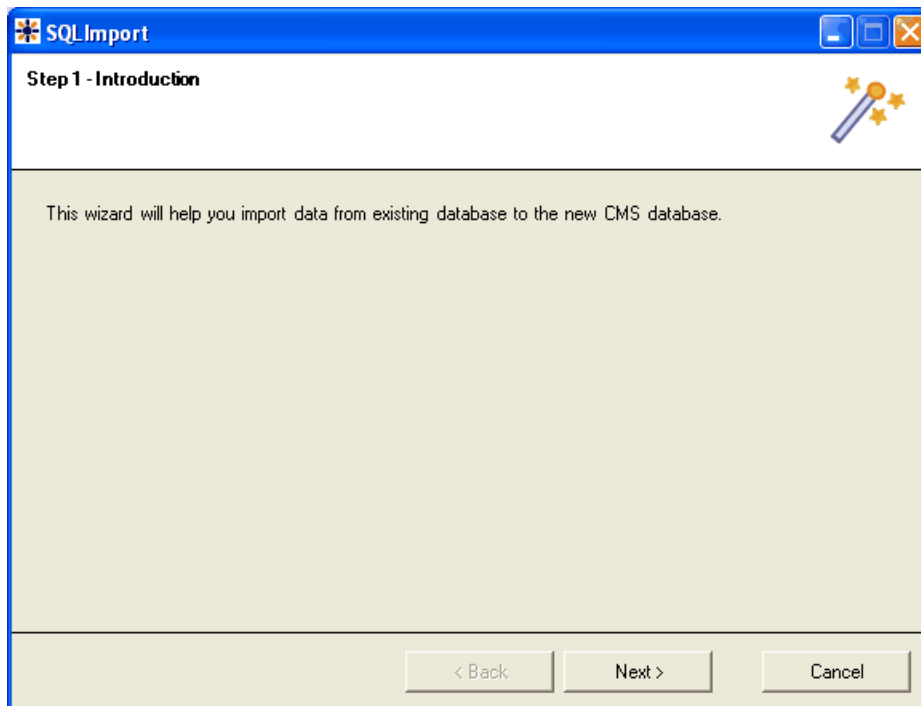 SQLImport
Step 1 - Introduction
This wizard will help you import data from existing database to the new CMS database.
< Back
Next >
Cancel